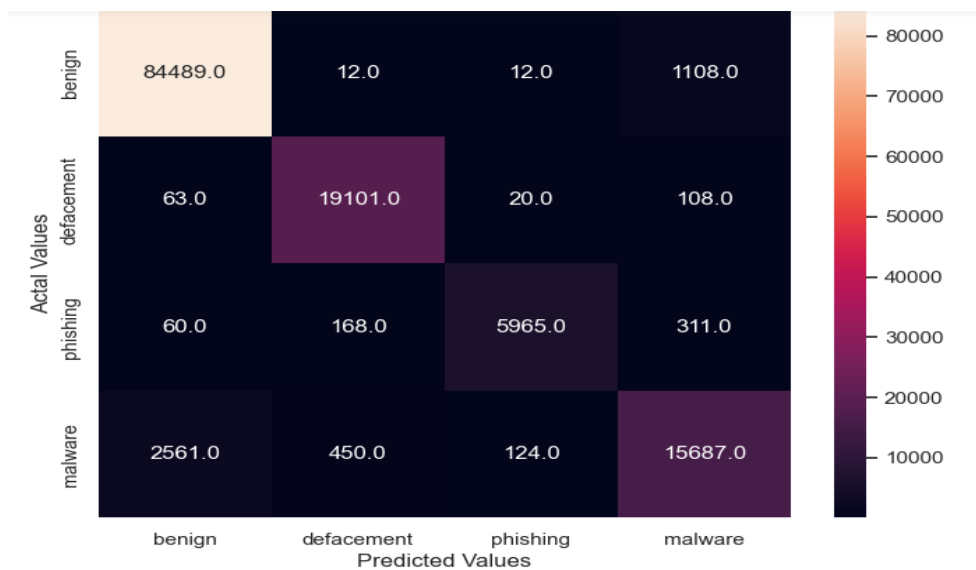 80000
benign
84489.0 12.0 12.0 1108.0
70000
60000
defacement
63.0 19101.0 20.0 108.0
50000
Actal Values
40000
phishing
60.0 168.0 5965.0 311.0
30000
20000
malware
2561.0 450.0 124.0 15687.0
10000
benign defacement phishing malware
Predicted Values